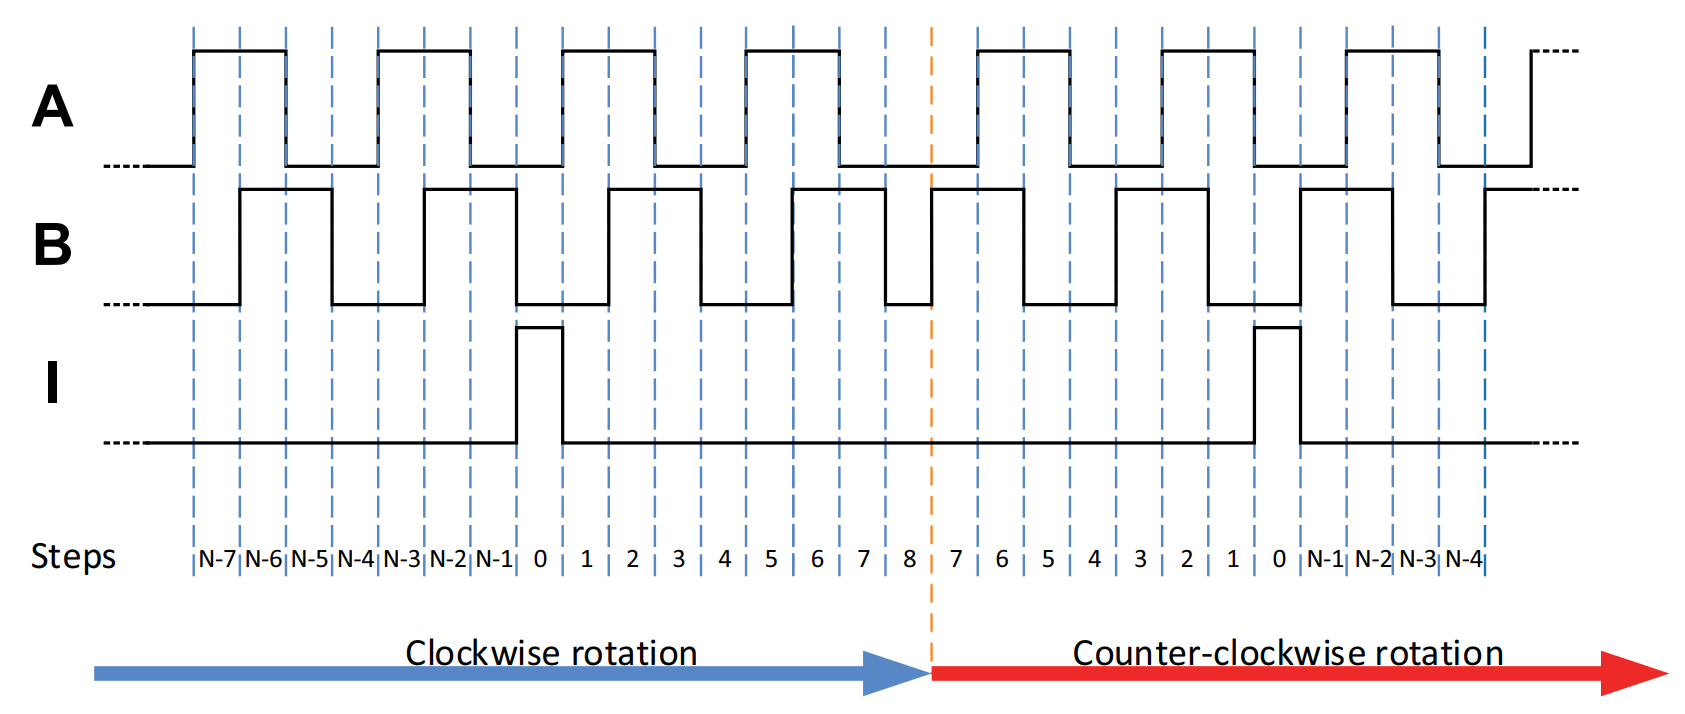 A
B
I
Steps N-7 N-6 N-5 N-4 N-3 N-2 N-1 0 1 2 3 4 5 6 7 8 7 6 5 4 3 2 1 0 N-1 N-2 N-3 N-4
Clockwise rotation Counter-clockwise rotation